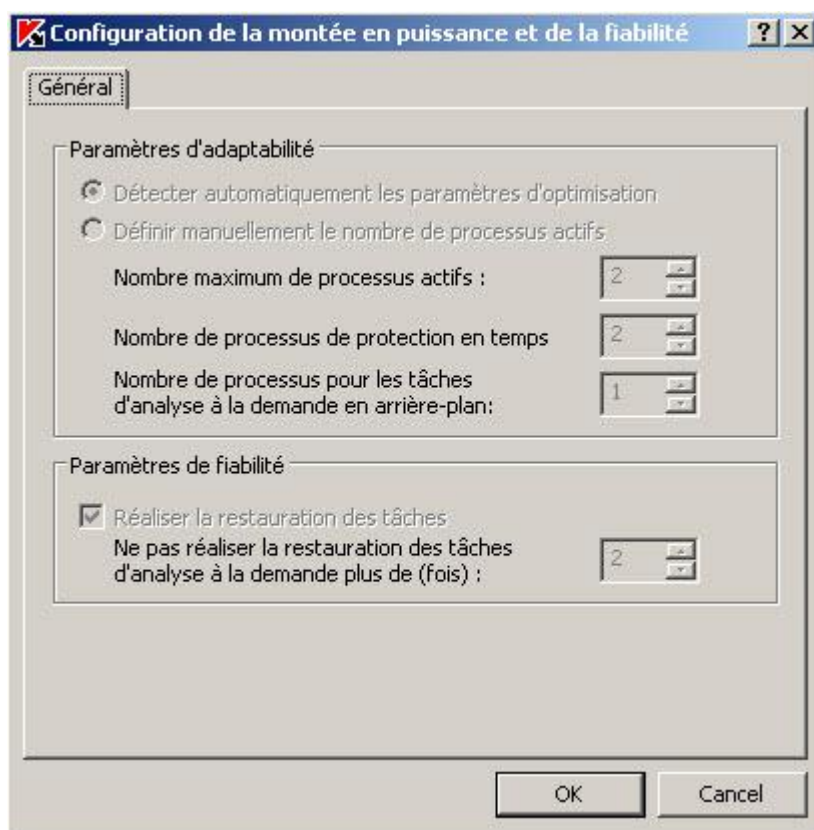 Configuration de la montée en puissance et de la fiabilité
Général
Paramètres d'adaptabilité
Détecter automatiquement les paramètres d'optimisation
Définir manuellement le nombre de processus actifs
Nombre maximum de processus actifs : 2
Nombre de processus de protection en temps 2
Nombre de processus pour les tâches
d'analyse à la demande en arrière-plan: 1
Paramètres de fiabilité
Réaliser la restauration des tâches
Ne pas réaliser la restauration des tâches
d'analyse à la demande plus de (fois) : 2
OK Cancel